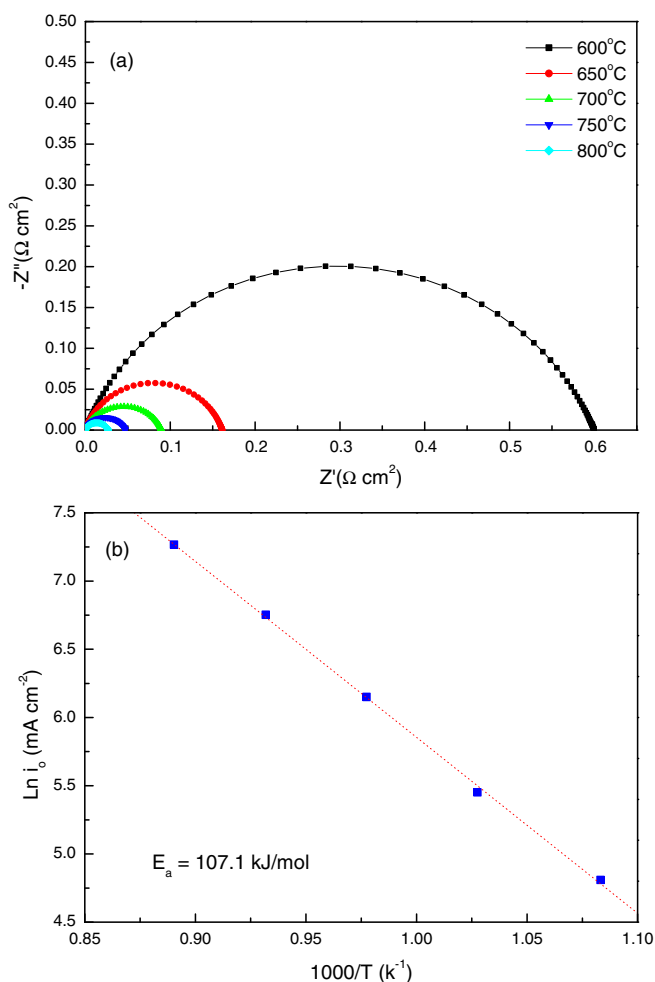 0.50
0.45
0.40
0.35
0.30
0.25
0.20
0.15
0.10
0.05
0.00
-Z"(Ω cm²)
(a)
600°C
650°C
700°C
750°C
800°C
0.0 0.1 0.2 0.3 0.4 0.5 0.6
Z'(Ω cm²)
7.5
7.0
6.5
6.0
5.5
5.0
4.5
Ln i₀ (mA cm⁻²)
(b)
Eₐ = 107.1 kJ/mol
0.85 0.90 0.95 1.00 1.05 1.10
1000/T (k⁻¹)